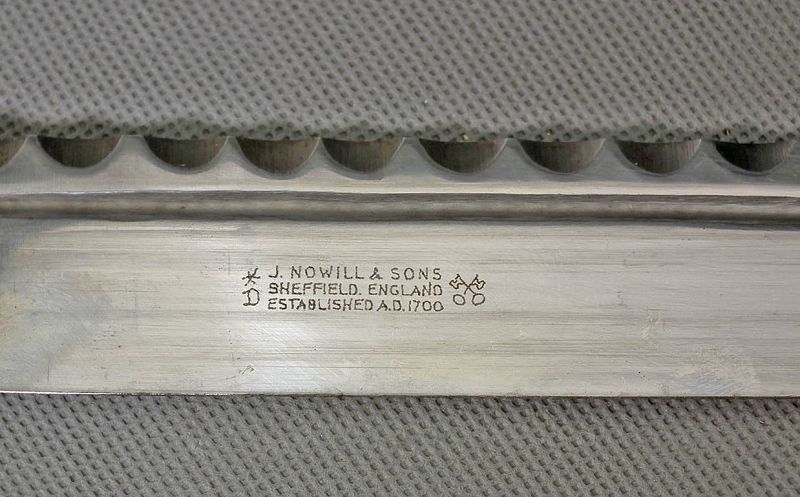 J. NOWILL & SONS
D SHEFFIELD. ENGLAND
ESTABLISHED A.D. 1700